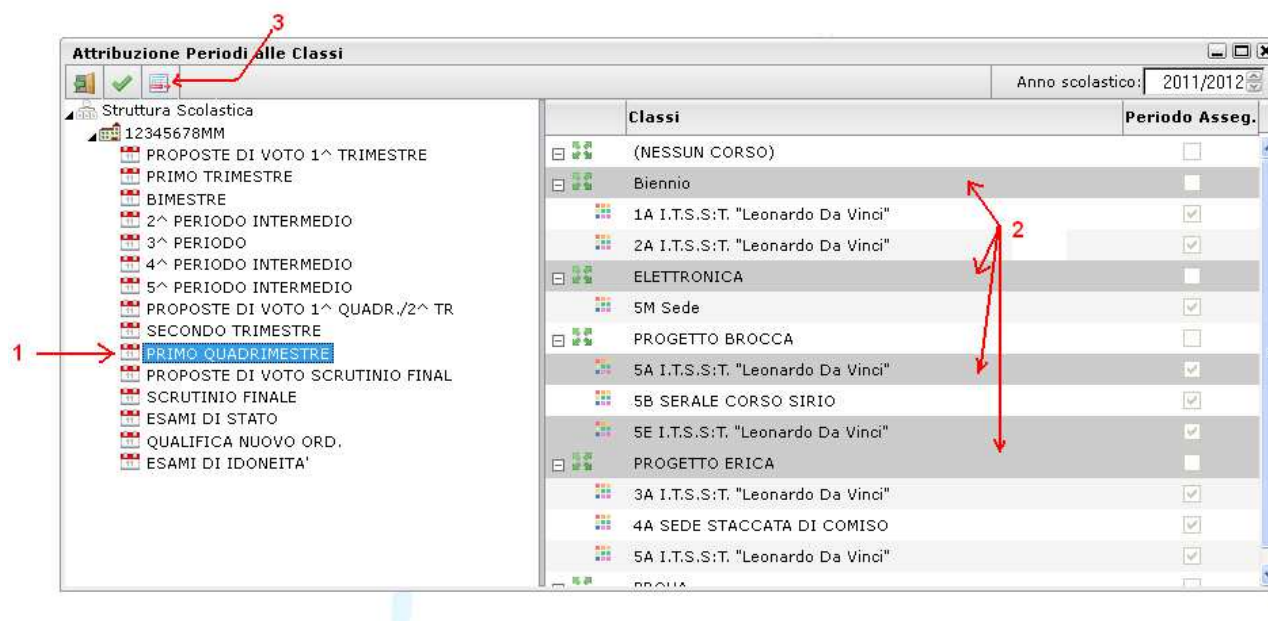 3
Attribuzione Periodi alle Classi
Anno scolastico: 2011/2012
Struttura Scolastica
12345678MM
PROPOSTE DI VOTO 1^ TRIMESTRE
PRIMO TRIMESTRE
BIMESTRE
2^ PERIODO INTERMEDIO
3^ PERIODO
4^ PERIODO INTERMEDIO
5^ PERIODO INTERMEDIO
PROPOSTE DI VOTO 1^ QUADR./2^ TR
SECONDO TRIMESTRE
1
PRIMO QUADRIMESTRE
PROPOSTE DI VOTO SCRUTINIO FINAL
SCRUTINIO FINALE
ESAMI DI STATO
QUALIFICA NUOVO ORD.
ESAMI DI IDONEITA'
Classi Periodo Asseg.
(NESSUN CORSO)
Biennio
1A I.T.S.S:T. "Leonardo Da Vinci"
2
2A I.T.S.S:T. "Leonardo Da Vinci"
ELETTRONICA
5M Sede
PROGETTO BROCCA
5A I.T.S.S:T. "Leonardo Da Vinci"
5B SERALE CORSO SIRIO
5E I.T.S.S:T. "Leonardo Da Vinci"
PROGETTO ERICA
3A I.T.S.S:T. "Leonardo Da Vinci"
4A SEDE STACCATA DI COMISO
5A I.T.S.S:T. "Leonardo Da Vinci"